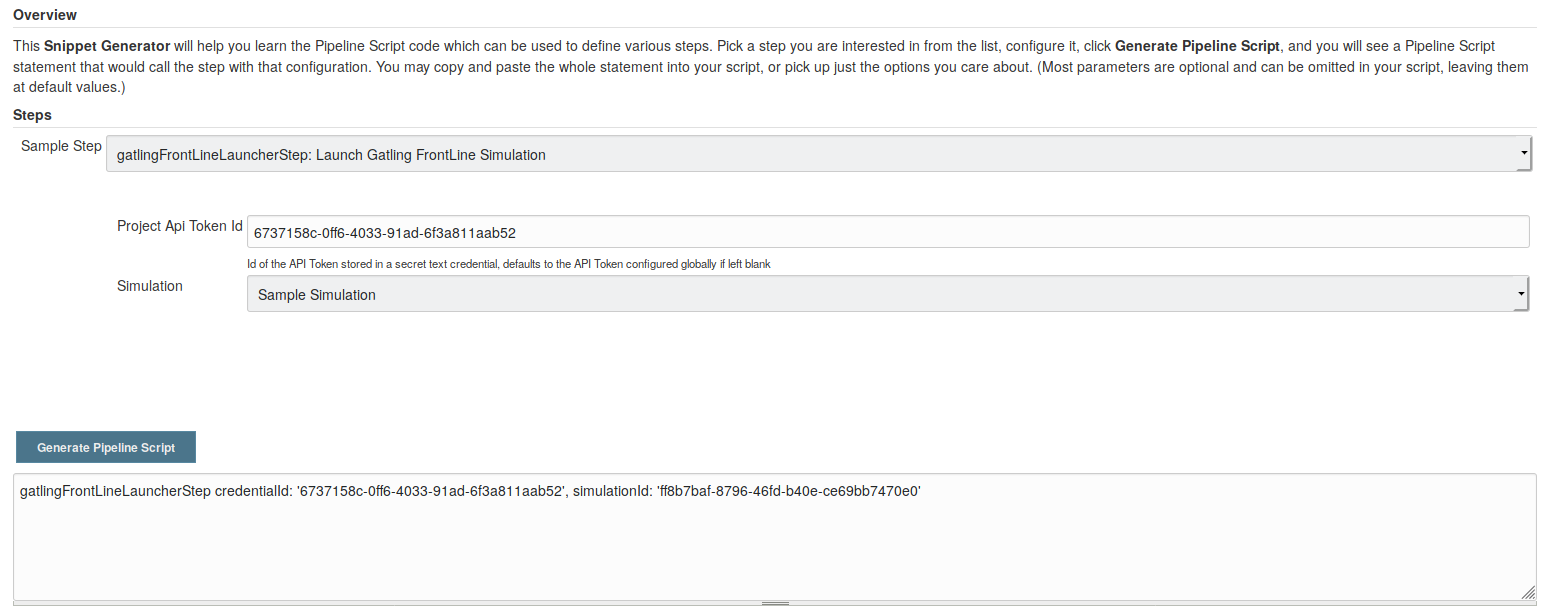 Overview
This Snippet Generator will help you learn the Pipeline Script code which can be used to define various steps. Pick a step you are interested in from the list, configure it, click Generate Pipeline Script, and you will see a Pipeline Script
statement that would call the step with that configuration. You may copy and paste the whole statement into your script, or pick up just the options you care about. (Most parameters are optional and can be omitted in your script, leaving them
at default values.)
Steps
Sample Step gatlingFrontLineLauncherStep: Launch Gatling FrontLine Simulation
Project Api Token Id 6737158c-0ff6-4033-91ad-6f3a811aab52
Id of the API Token stored in a secret text credential, defaults to the API Token configured globally if left blank
Simulation Sample Simulation
Generate Pipeline Script
gatlingFrontLineLauncherStep credentialId: '6737158c-0ff6-4033-91ad-6f3a811aab52', simulationId: 'ff8b7baf-8796-46fd-b40e-ce69bb7470e0'